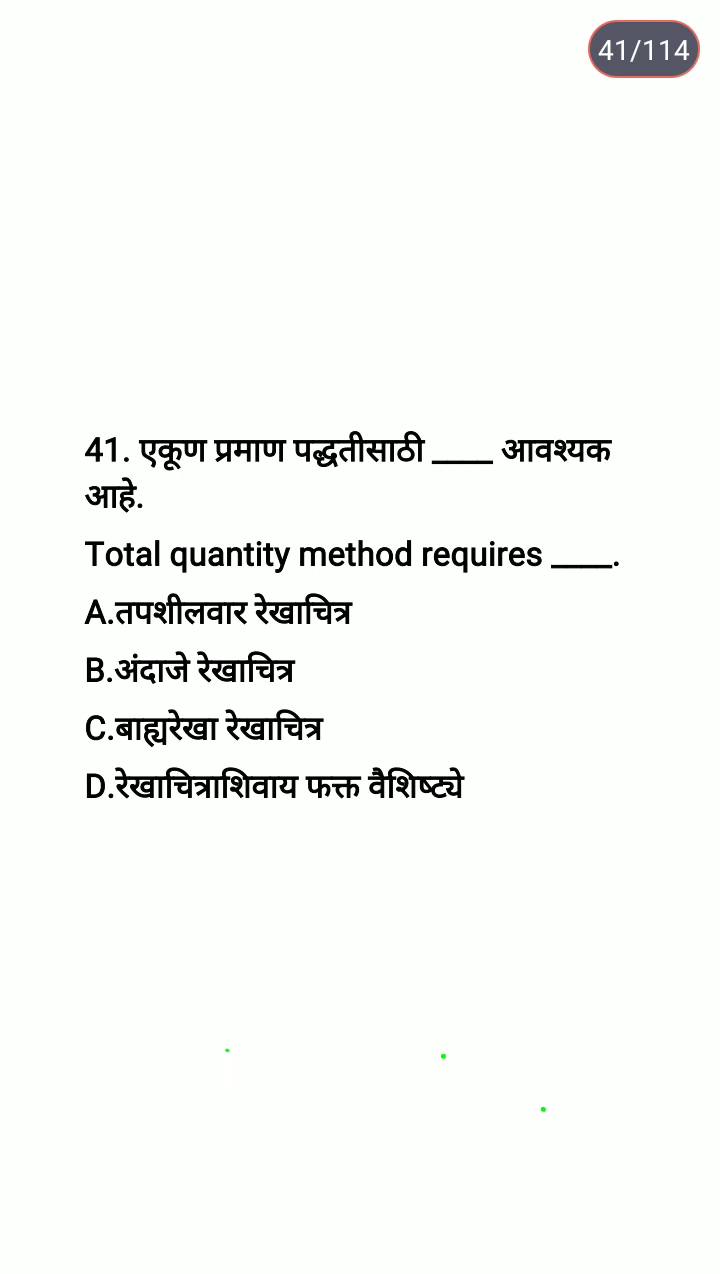 41/114
41. एकूण प्रमाण पद्धतीसाठी ____ आवश्यक
आहे.
Total quantity method requires ____.
A.तपशीलवार रेखाचित्र
B.अंदाजे रेखाचित्र
C.बाह्यरेखा रेखाचित्र
D.रेखाचित्राशिवाय फक्त वैशिष्ट्ये